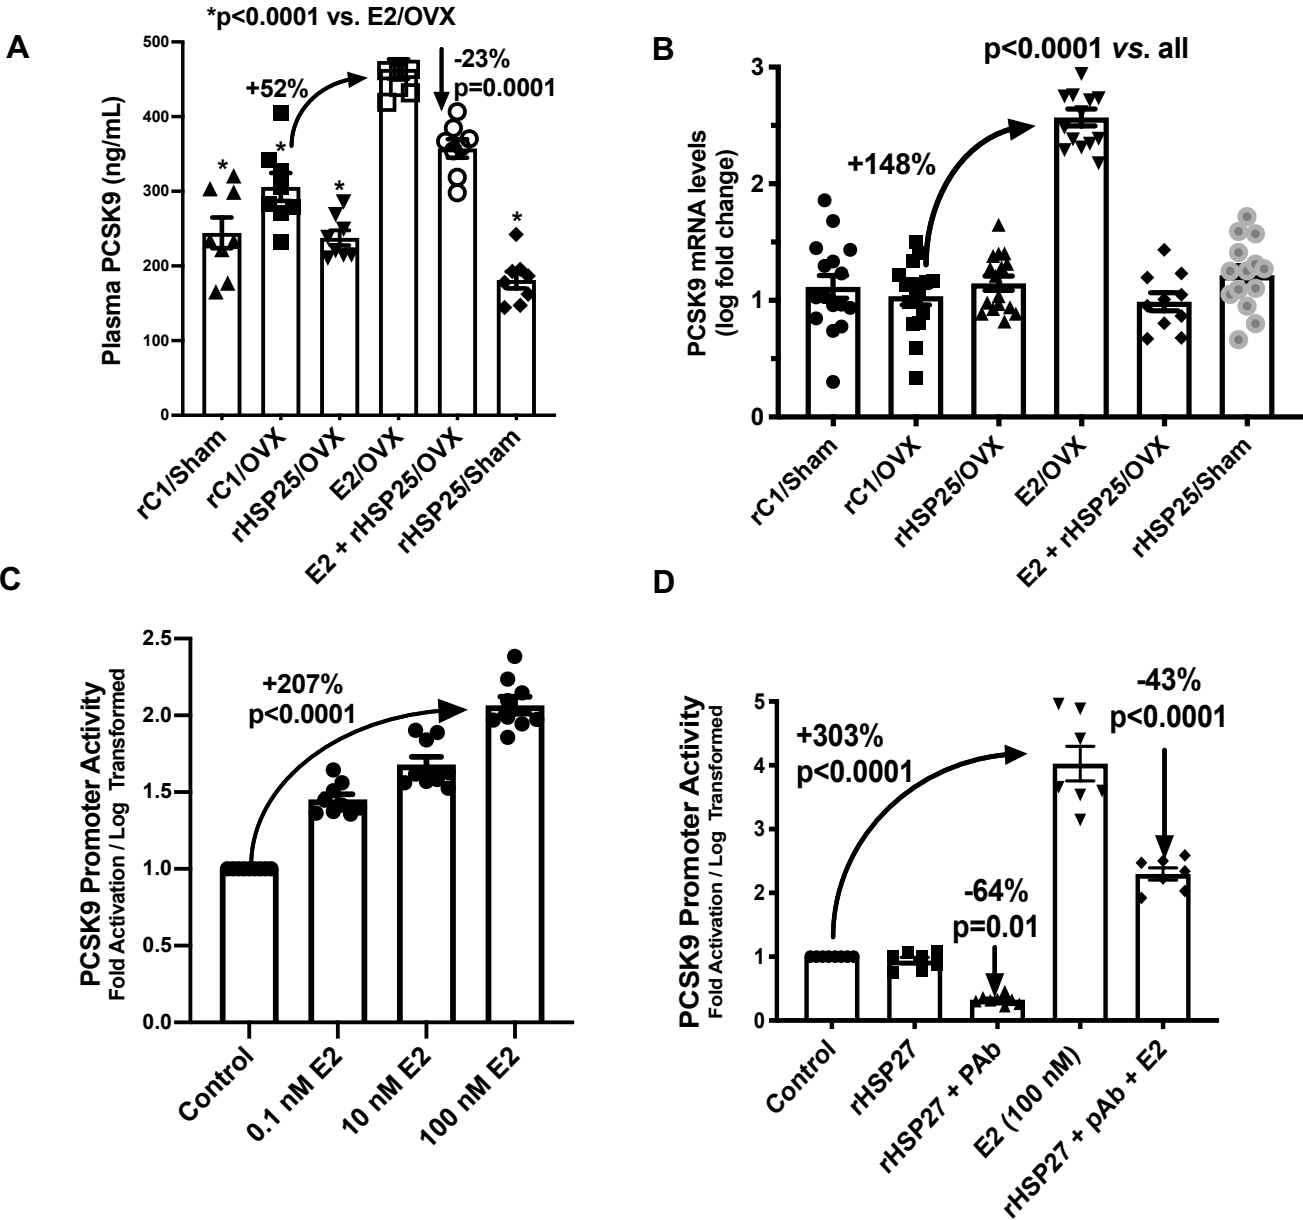 A
*p<0.0001 vs. E2/OVX
Plasma PCSK9 (ng/mL)
500
400
300
200
100
0
+52%
-23%
p=0.0001
*
*
*
*
rC1/Sham
rC1/OVX
rHSP25/OVX
E2/OVX
E2 + rHSP25/OVX
rHSP25/Sham
B
p<0.0001 vs. all
PCSK9 mRNA levels
(log fold change)
3
2
1
0
+148%
rC1/Sham
rC1/OVX
rHSP25/OVX
E2/OVX
E2 + rHSP25/OVX
rHSP25/Sham
C
PCSK9 Promoter Activity
Fold Activation / Log Transformed
2.5
2.0
1.5
1.0
0.5
0.0
+207%
p<0.0001
Control
0.1 nM E2
10 nM E2
100 nM E2
D
PCSK9 Promoter Activity
Fold Activation / Log Transformed
5
4
3
2
1
0
+303%
p<0.0001
-64%
p=0.01
-43%
p<0.0001
Control
rHSP27
rHSP27 + PAb
E2 (100 nM)
rHSP27 + pAb + E2